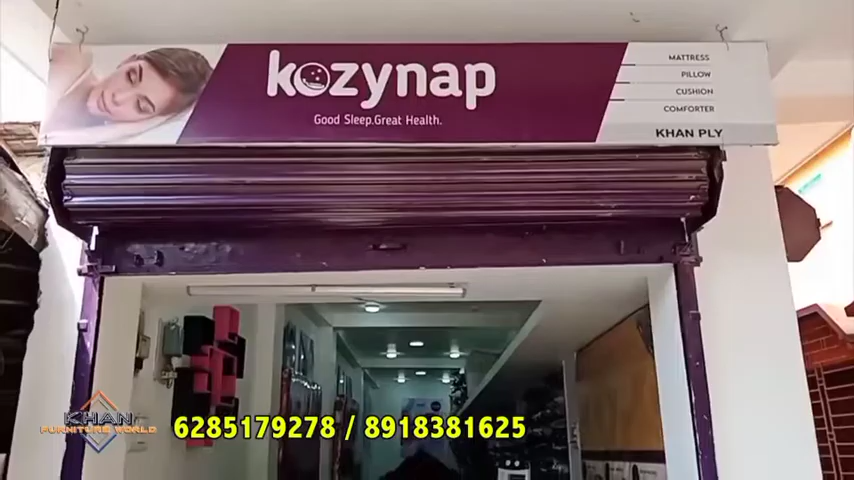 kozynap
Good Sleep.Great Health.
MATTRESS
PILLOW
CUSHION
COMFORTER
KHAN PLY
KHAN
FURNITURE WORLD
6285179278 / 8918381625